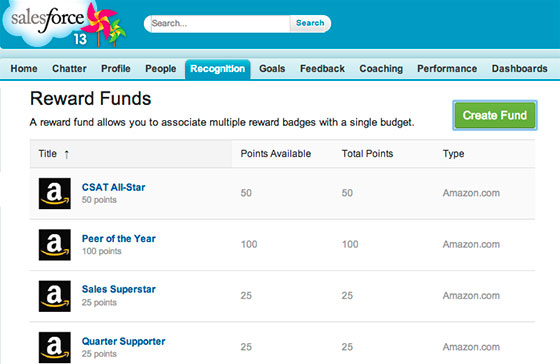 salesforce
13
Search...
Search
Home Chatter Profile People Recognition Goals Feedback Coaching Performance Dashboards
Reward Funds
A reward fund allows you to associate multiple reward badges with a single budget.
Create Fund
Title ↑ Points Available Total Points Type
a CSAT All-Star
50 points
50 50 Amazon.com
a Peer of the Year
100 points
100 100 Amazon.com
a Sales Superstar
25 points
25 25 Amazon.com
a Quarter Supporter
25 points
25 25 Amazon.com